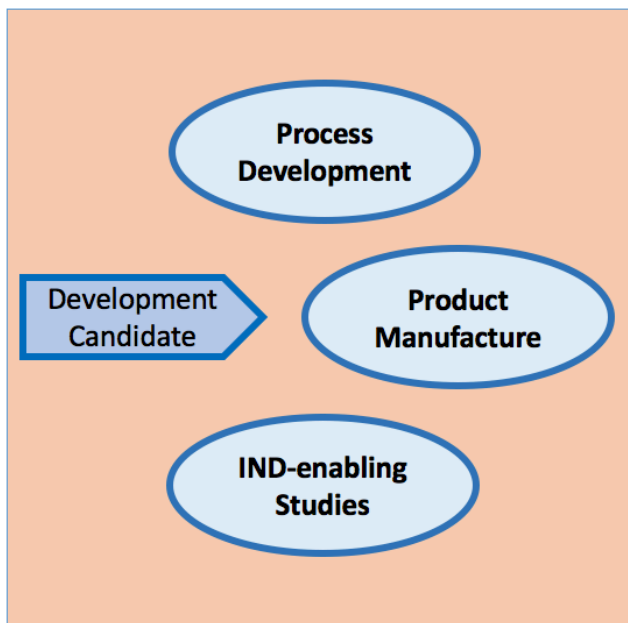 Process
Development
Development
Candidate
Product
Manufacture
IND-enabling
Studies